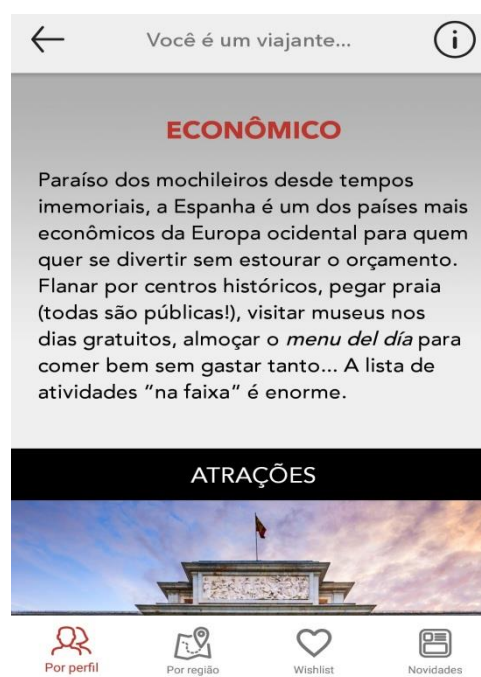 Você é um viajante...
ECONÔMICO
Paraíso dos mochileiros desde tempos
imemoriais, a Espanha é um dos países mais
econômicos da Europa ocidental para quem
quer se divertir sem estourar o orçamento.
Flanar por centros históricos, pegar praia
(todas são públicas!), visitar museus nos
dias gratuitos, almoçar o menu del día para
comer bem sem gastar tanto... A lista de
atividades “na faixa” é enorme.
ATRAÇÕES
Por perfil
Por região
Wishlist
Novidades